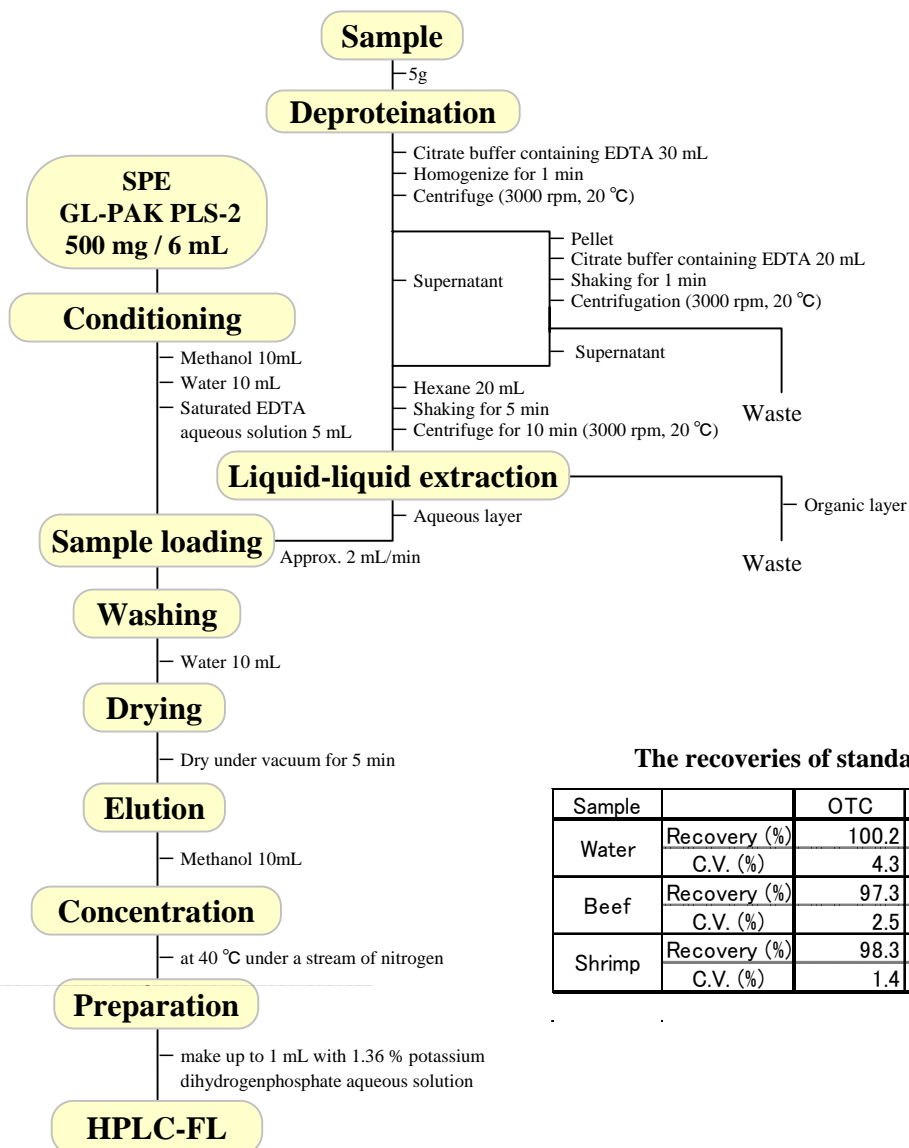 Sample
5g
Deproteination
Citrate buffer containing EDTA 30 mL
Homogenize for 1 min
Centrifuge (3000 rpm, 20 ℃)
Supernatant
Pellet
Citrate buffer containing EDTA 20 mL
Shaking for 1 min
Centrifugation (3000 rpm, 20 ℃)
Supernatant
Waste
Hexane 20 mL
Shaking for 5 min
Centrifuge for 10 min (3000 rpm, 20 ℃)
Liquid-liquid extraction
Aqueous layer
Organic layer
Waste
SPE
GL-PAK PLS-2
500 mg / 6 mL
Conditioning
Methanol 10mL
Water 10 mL
Saturated EDTA
aqueous solution 5 mL
Sample loading
Approx. 2 mL/min
Washing
Water 10 mL
Drying
Dry under vacuum for 5 min
Elution
Methanol 10mL
Concentration
at 40 ℃ under a stream of nitrogen
Preparation
make up to 1 mL with 1.36 % potassium
dihydrogenphosphate aqueous solution
HPLC-FL
The recoveries of standa
Sample OTC
Water Recovery (%) 100.2
C.V. (%) 4.3
Beef Recovery (%) 97.3
C.V. (%) 2.5
Shrimp Recovery (%) 98.3
C.V. (%) 1.4